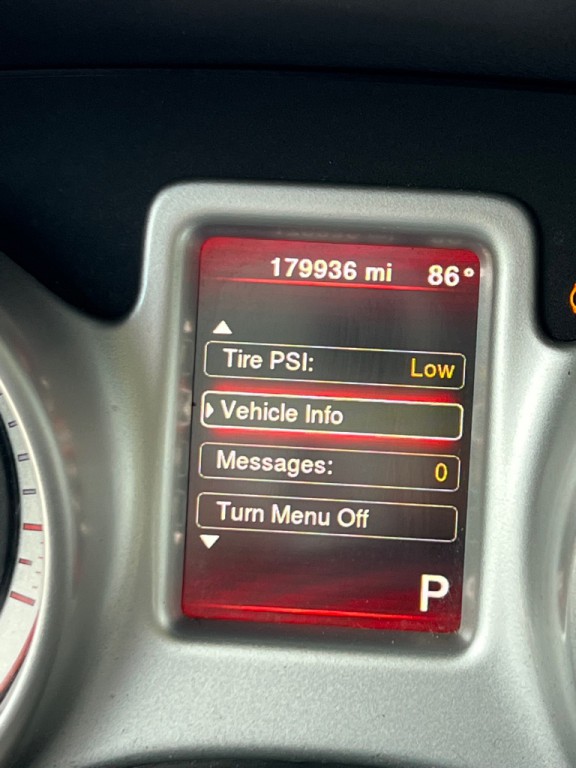 179936 mi 86°
Tire PSI: Low
Vehicle Info
Messages: 0
Turn Menu Off
P